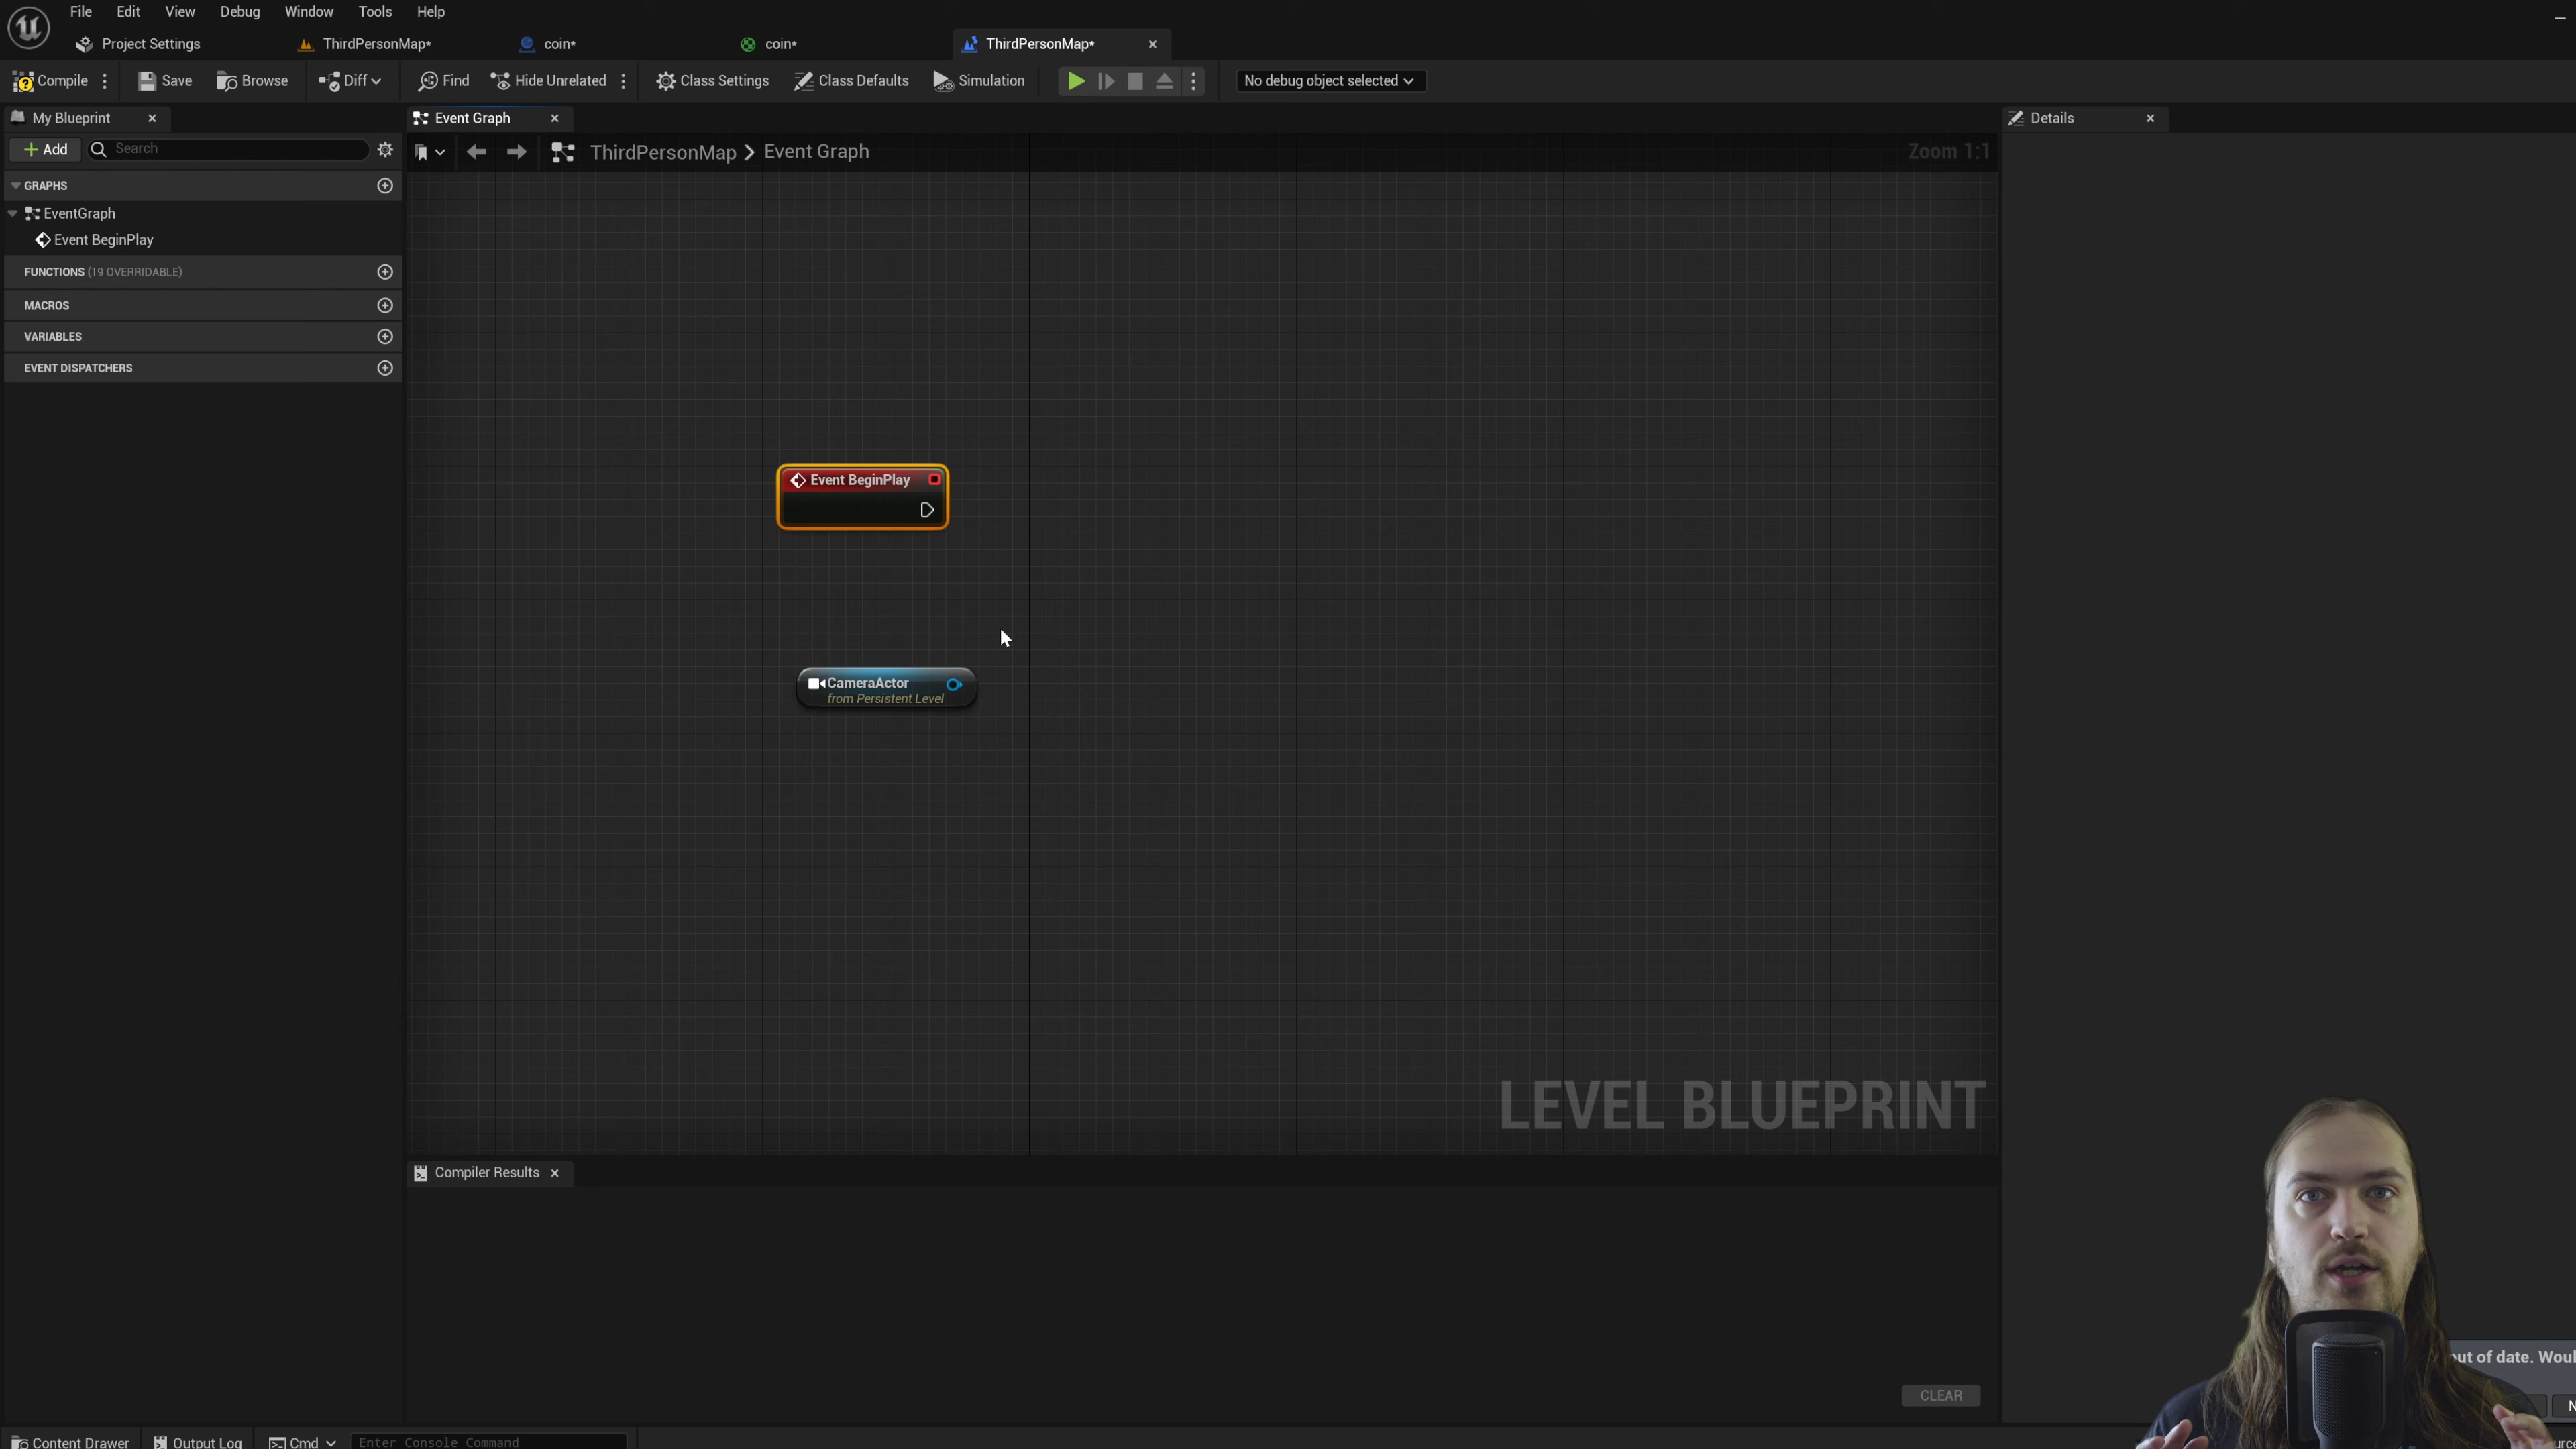 File Edit View Debug Window Tools Help
Project Settings ThirdPersonMap* coin* coin* ThirdPersonMap*
Compile Save Browse Diff Find Hide Unrelated Class Settings Class Defaults Simulation No debug object selected
My Blueprint Event Graph Details
Add Search ThirdPersonMap > Event Graph Zoom 1:1
GRAPHS
EventGraph
Event BeginPlay
FUNCTIONS (19 OVERRIDABLE)
MACROS
VARIABLES
EVENT DISPATCHERS
Event BeginPlay
CameraActor
from Persistent Level
LEVEL BLUEPRINT
Compiler Results
out of date. Woul
CLEAR
Content Drawer Output Log Cmd Enter Console Command